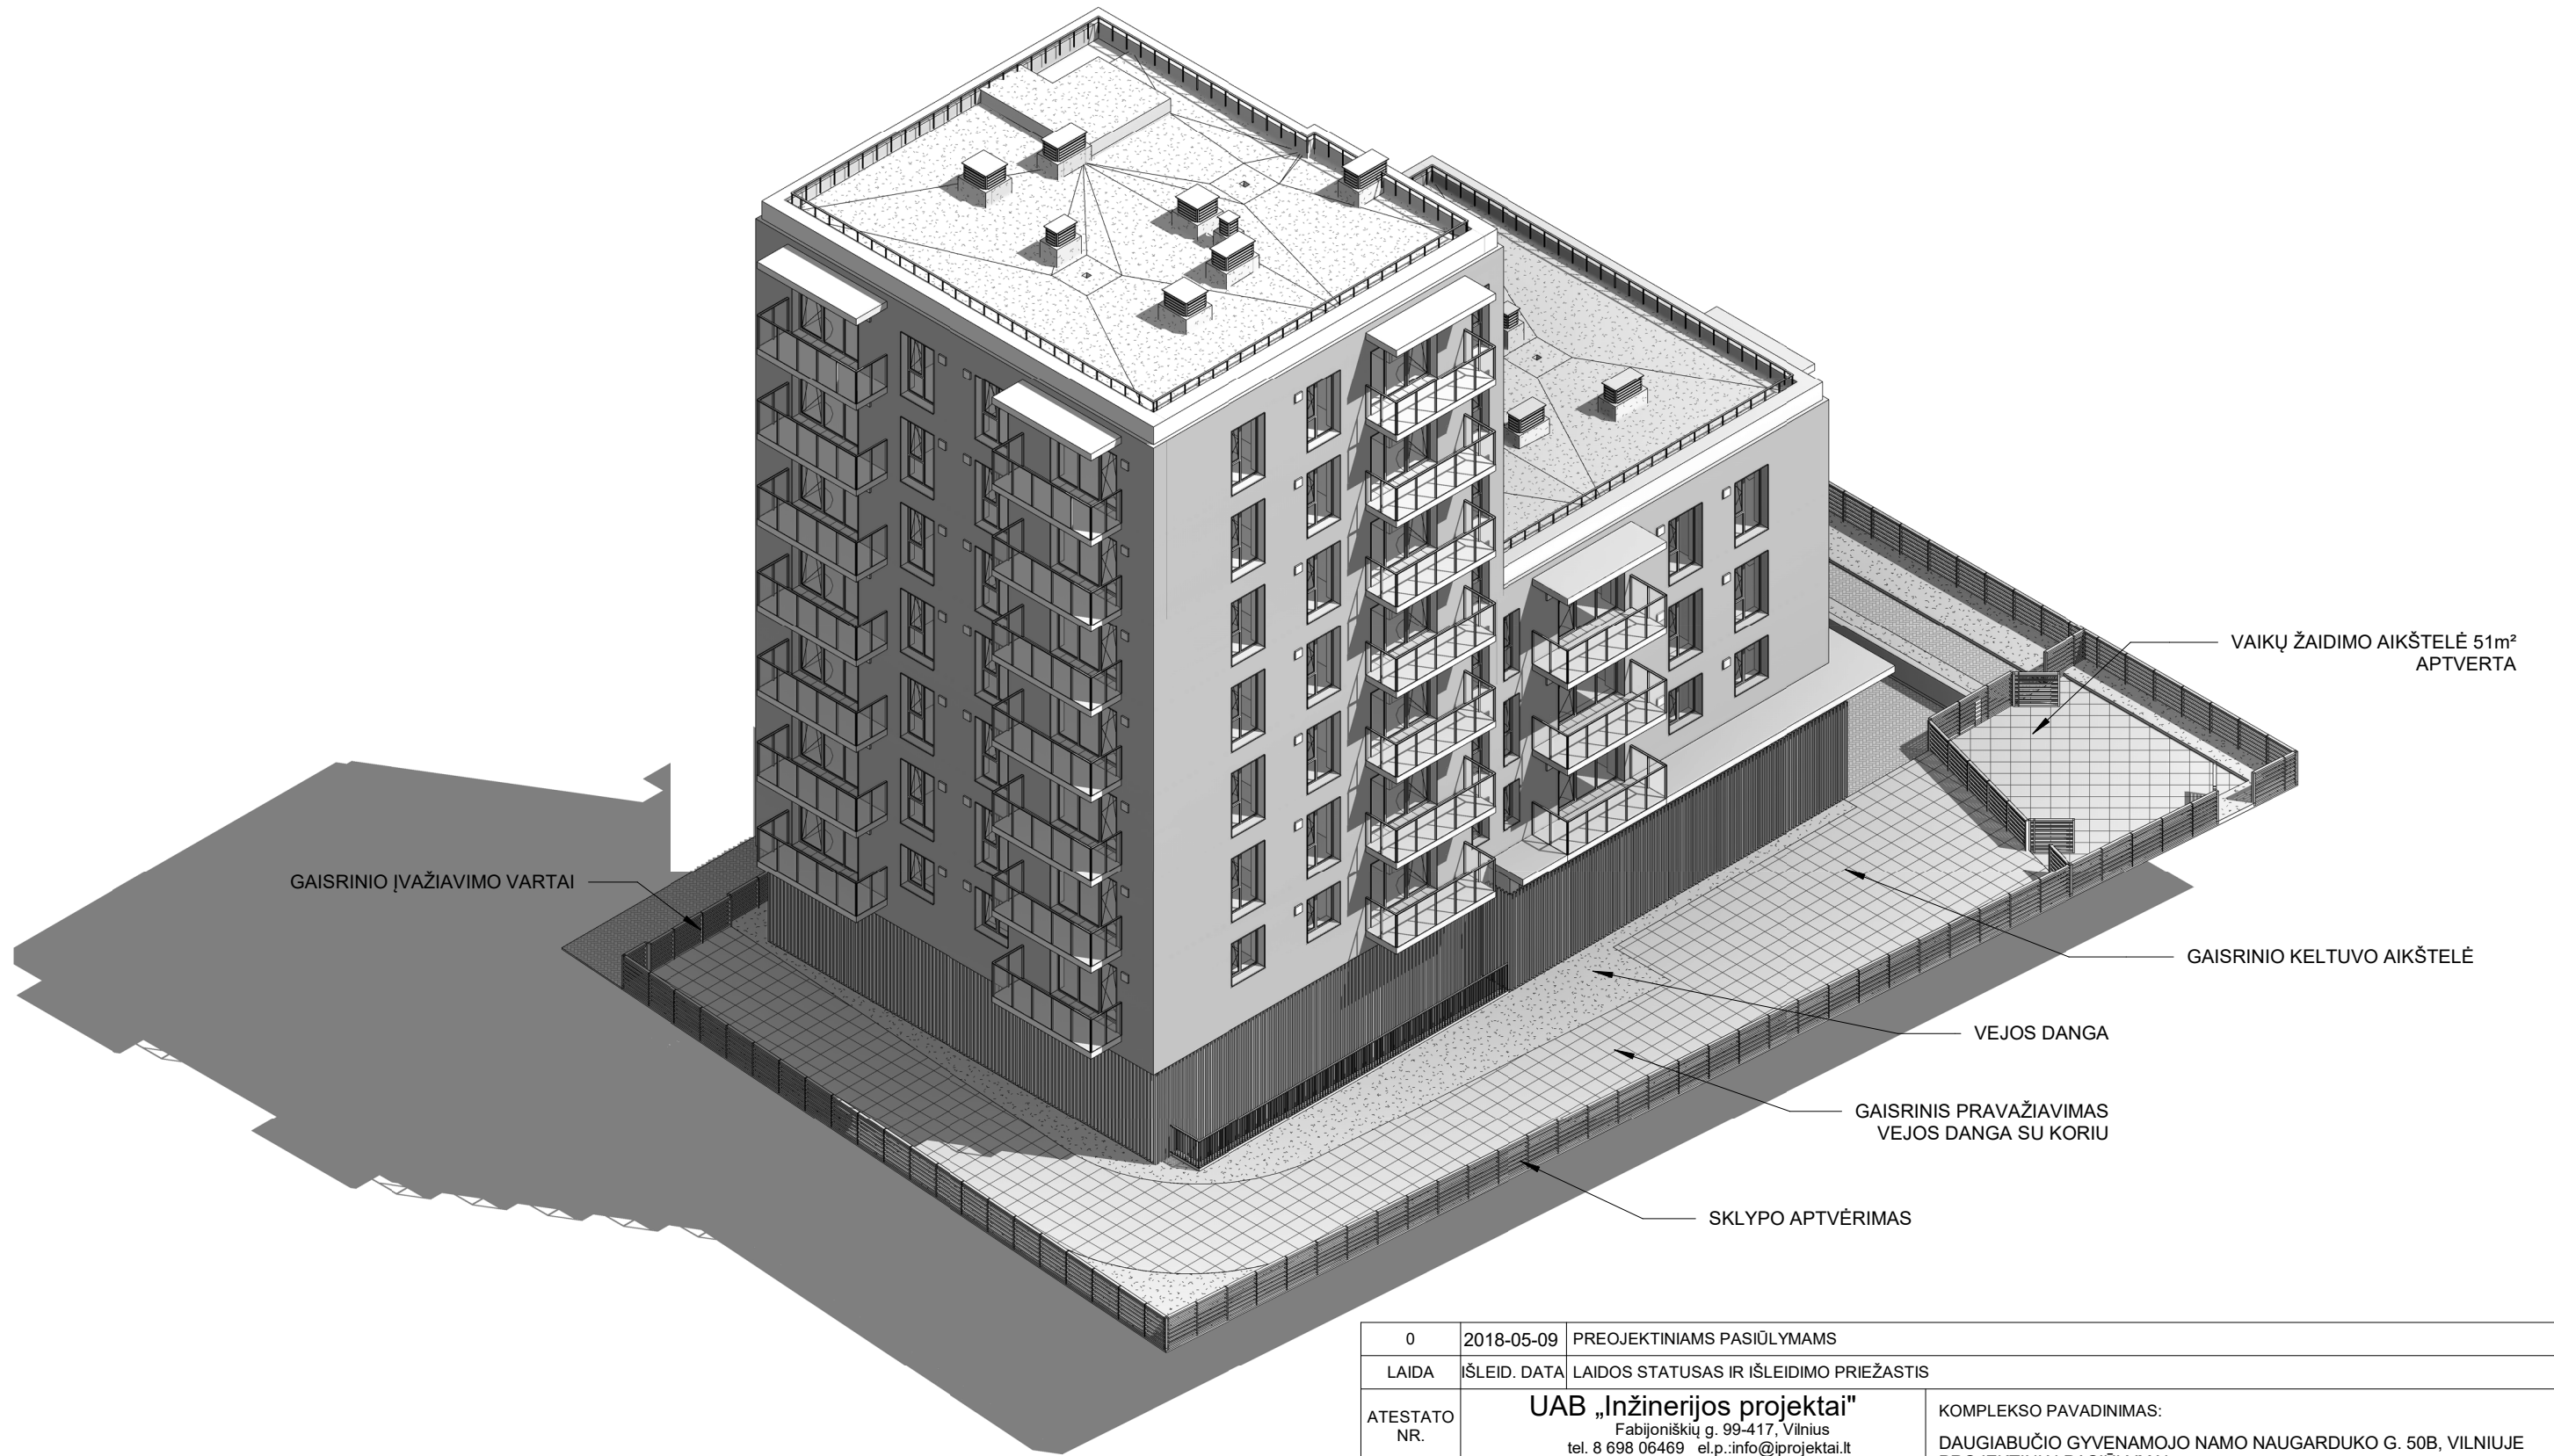 VAIKŲ ŽAIDIMO AIKŠTELĖ 51m²
APTVERTA
GAISRINIO ĮVAŽIAVIMO VARTAI
GAISRINIO KELTUVO AIKŠTELĖ
VEJOS DANGA
GAISRINIS PRAVAŽIAVIMAS
VEJOS DANGA SU KORIU
SKLYPO APTVĖRIMAS
0 2018-05-09 PREOJEKTINIAMS PASIŪLYMAMS
LAIDA IŠLEID. DATA LAIDOS STATUSAS IR IŠLEIDIMO PRIEŽASTIS
ATESTATO
NR.
UAB „Inžinerijos projektai"
Fabijoniškių g. 99-417, Vilnius
tel. 8 698 06469 el.p.:info@iprojektai.lt
KOMPLEKSO PAVADINIMAS:
DAUGIABUČIO GYVENAMOJO NAMO NAUGARDUKO G. 50B, VILNIUJE